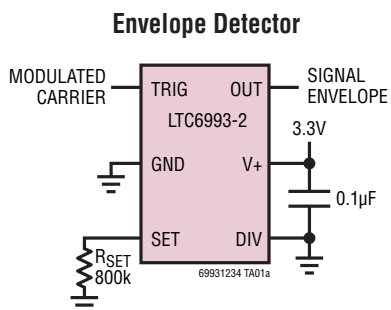 Envelope Detector
MODULATED
CARRIER
TRIG
OUT
SIGNAL
ENVELOPE
LTC6993-2
3.3V
GND
V+
0.1µF
SET
DIV
RSET
800k
69931234 TA01a